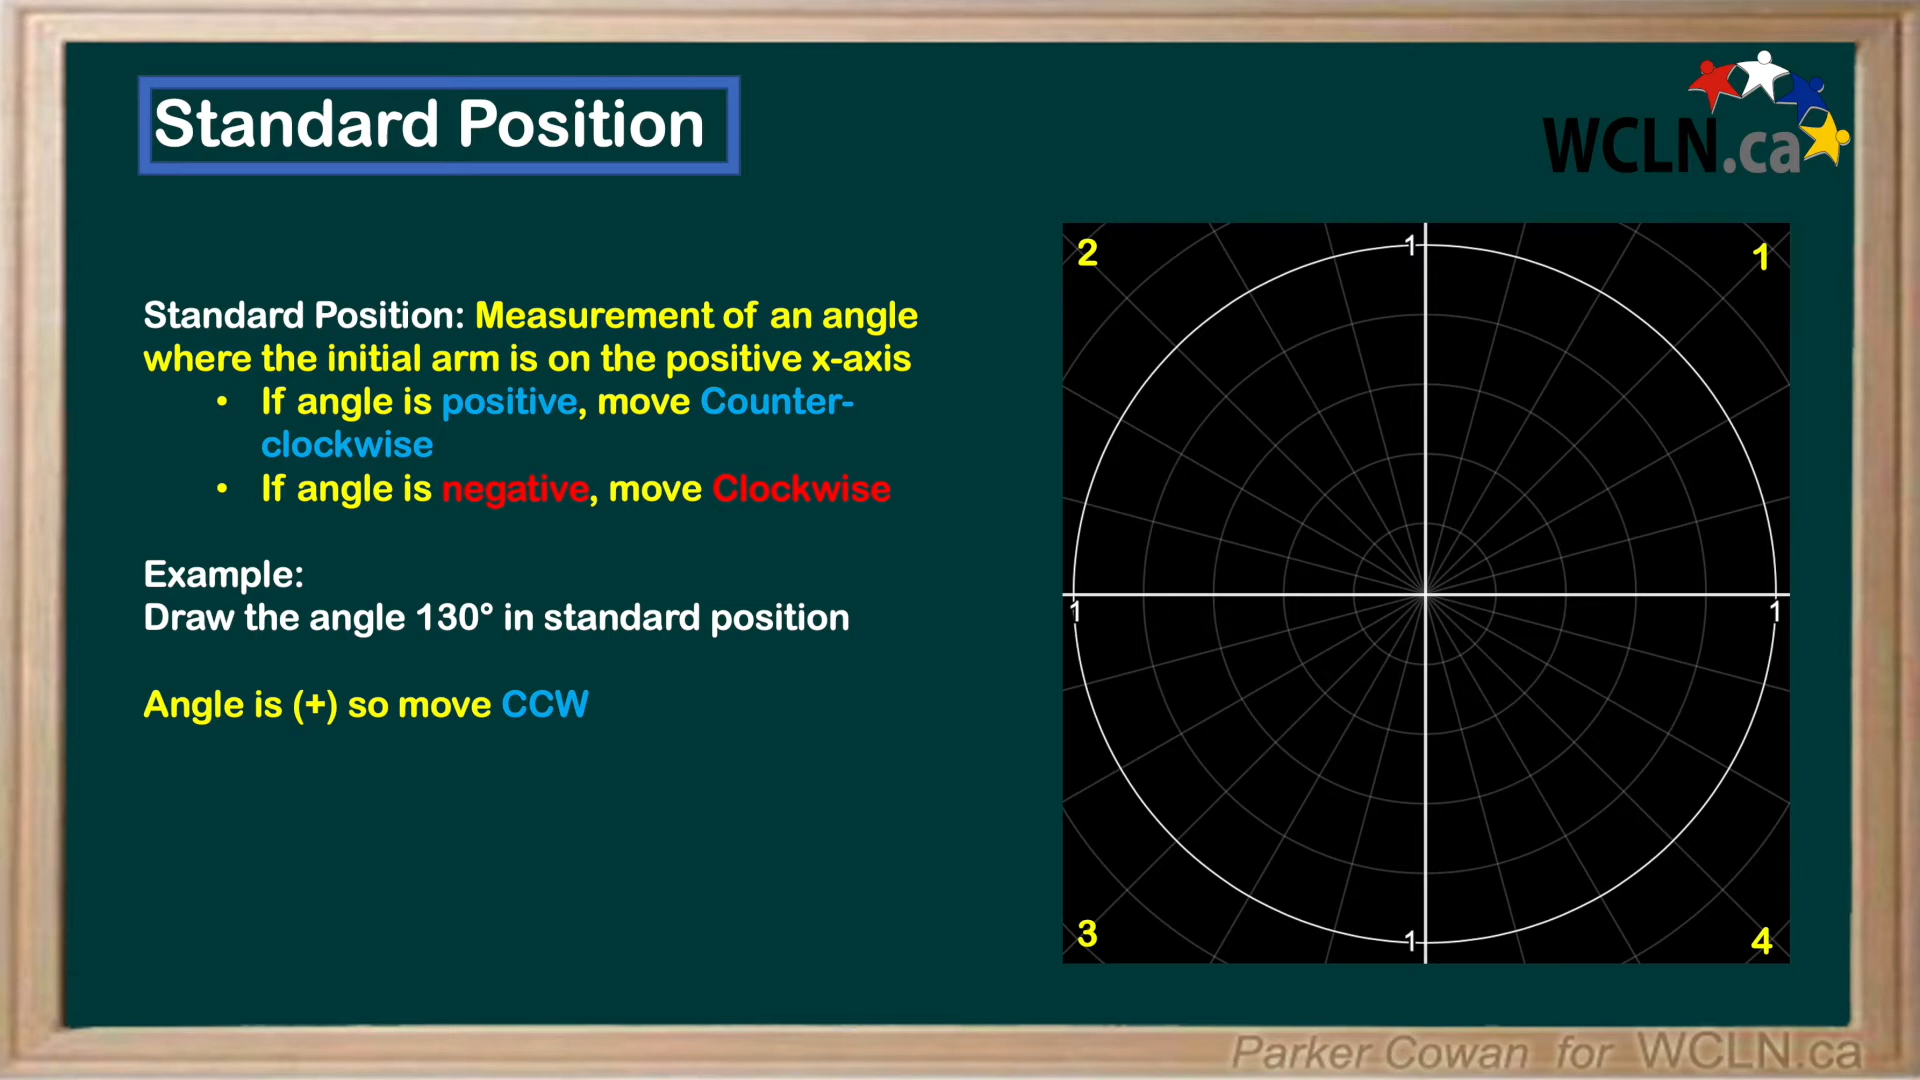 Standard Position
WCLN.ca
Standard Position: Measurement of an angle
where the initial arm is on the positive x-axis
• If angle is positive, move Counter-
clockwise
• If angle is negative, move Clockwise
Example:
Draw the angle 130° in standard position
Angle is (+) so move CCW
2
1
1
1
1
3
1
4
Parker Cowan for WCLN.ca